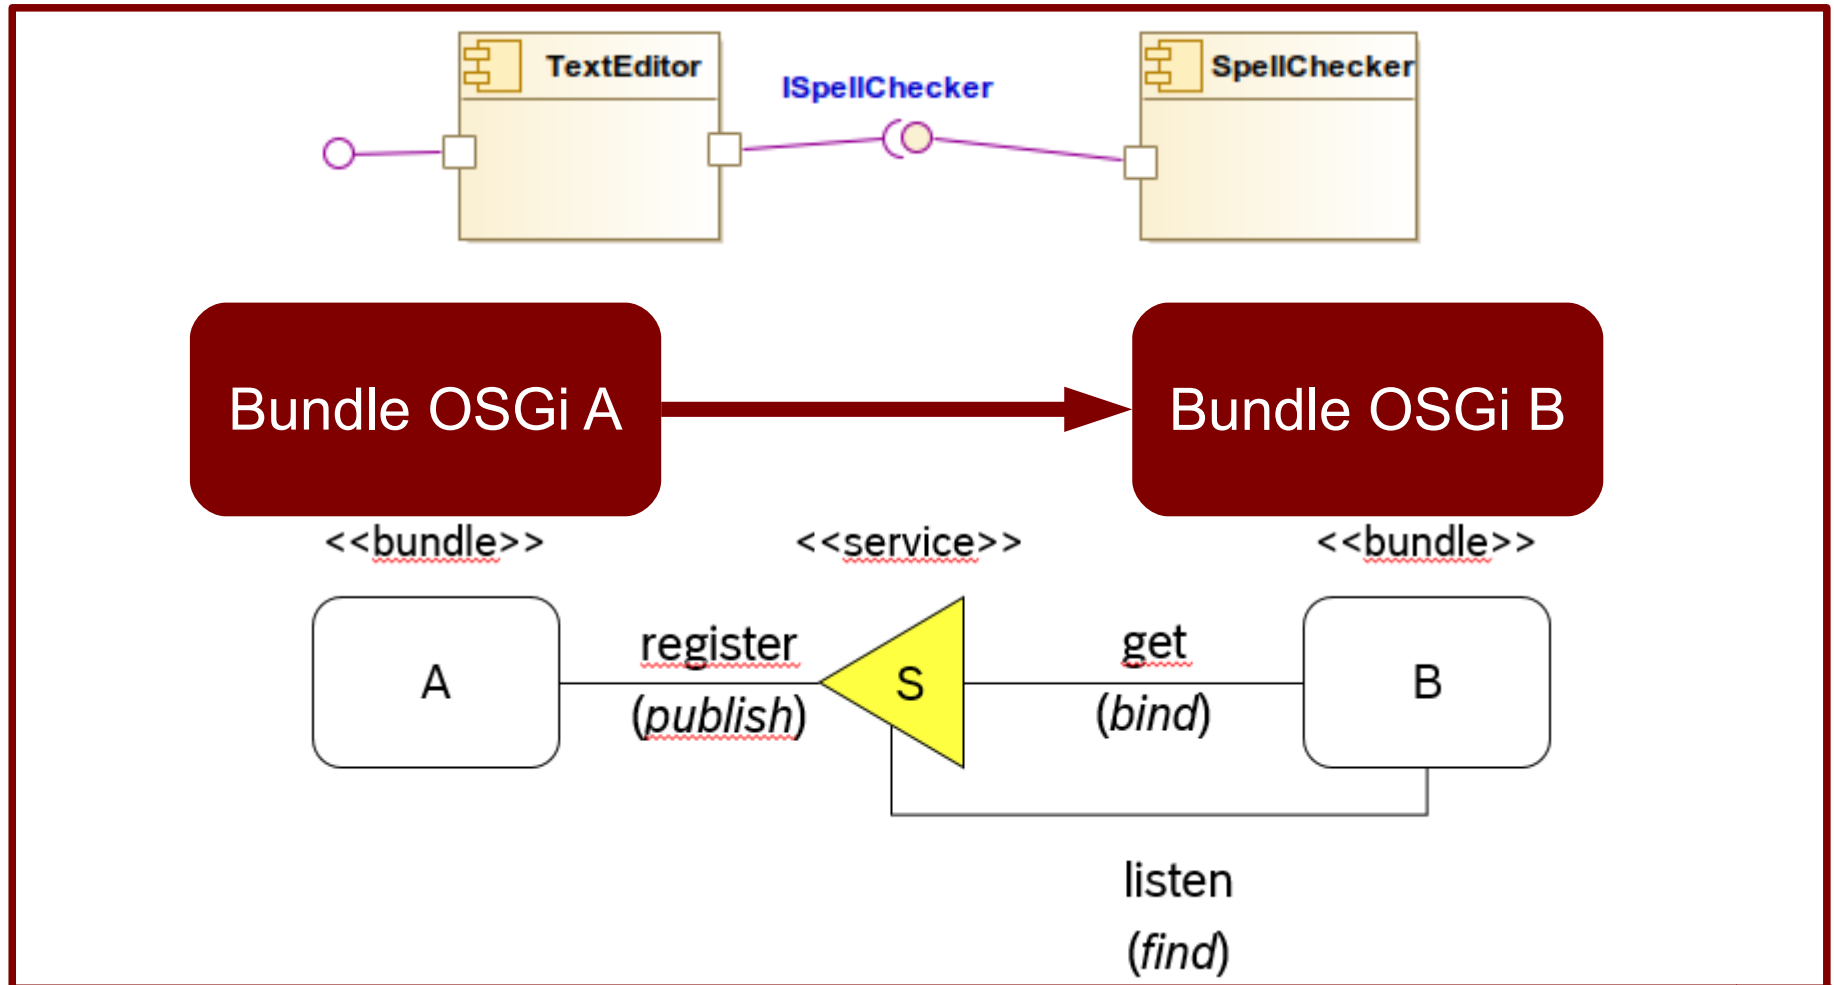 TextEditor
ISpellChecker
SpellChecker
Bundle OSGi A
Bundle OSGi B
<<bundle>>
<<service>>
<<bundle>>
A
register
(publish)
S
get
(bind)
B
listen
(find)